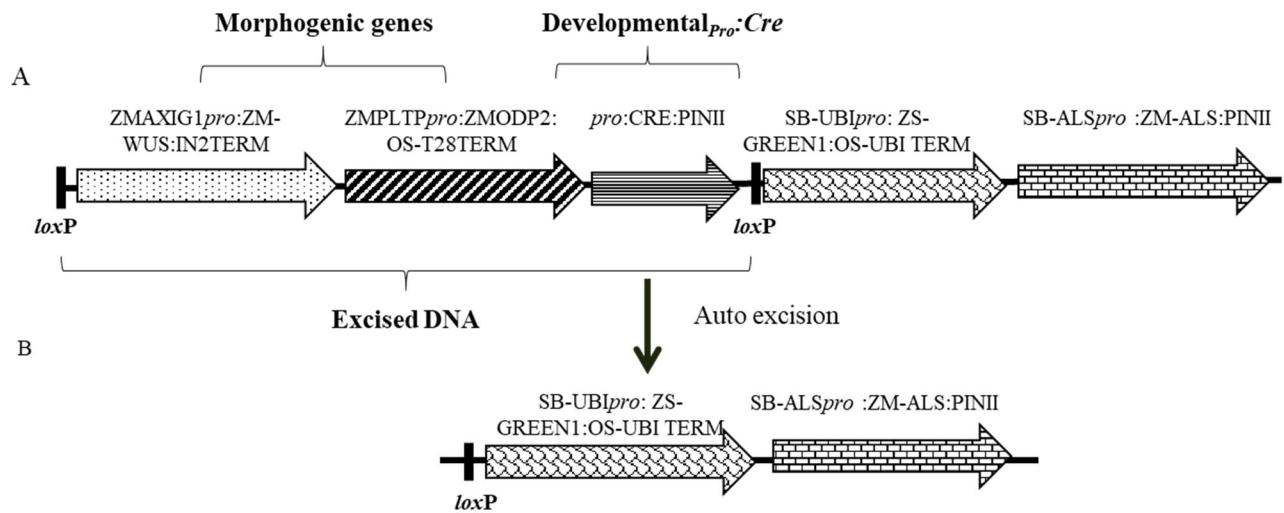 Morphogenic genes
DevelopmentalPro:Cre
A
ZMAXIG1pro:ZM-
WUS:IN2TERM
ZMPLTPpro:ZMODP2:
OS-T28TERM
pro:CRE:PINII
SB-UBIpro: ZS-
GREEN1:OS-UBI TERM
SB-ALSpro :ZM-ALS:PINII
loxP
loxP
Excised DNA
Auto excision
B
SB-UBIpro: ZS-
GREEN1:OS-UBI TERM
SB-ALSpro :ZM-ALS:PINII
loxP